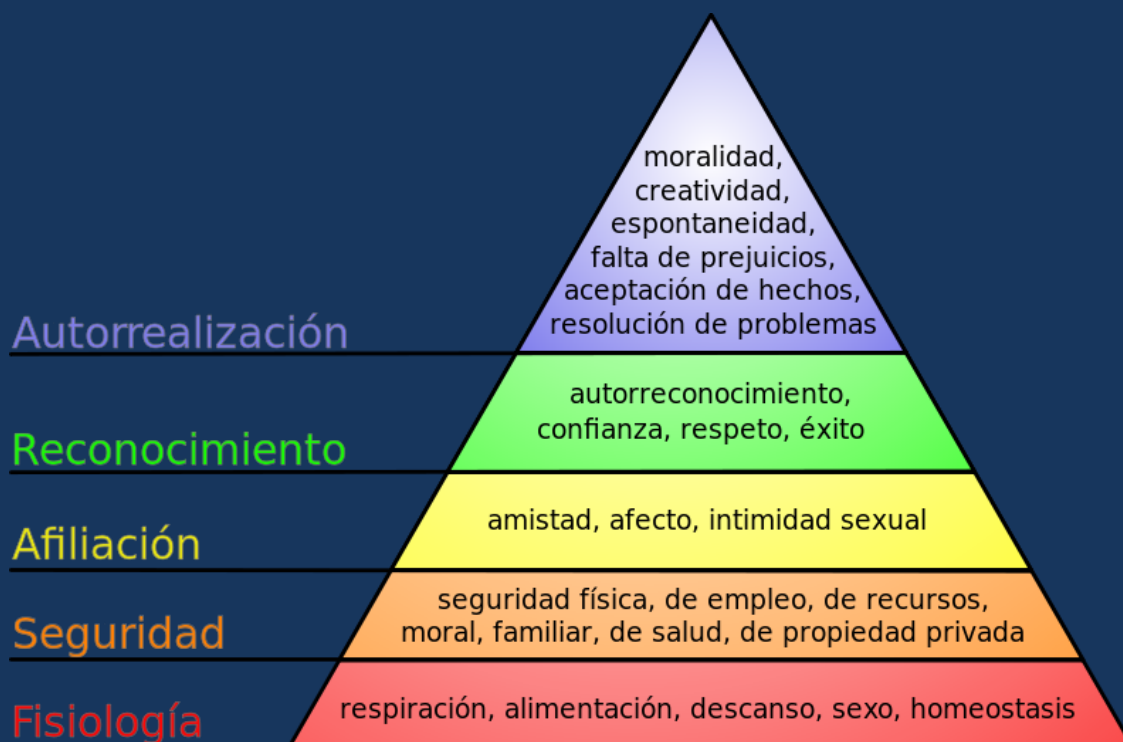 moralidad,
creatividad,
espontaneidad,
falta de prejuicios,
aceptación de hechos,
resolución de problemas
Autorrealización
autorreconocimiento,
confianza, respeto, éxito
Reconocimiento
amistad, afecto, intimidad sexual
Afiliación
seguridad física, de empleo, de recursos,
moral, familiar, de salud, de propiedad privada
Seguridad
respiración, alimentación, descanso, sexo, homeostasis
Fisiología